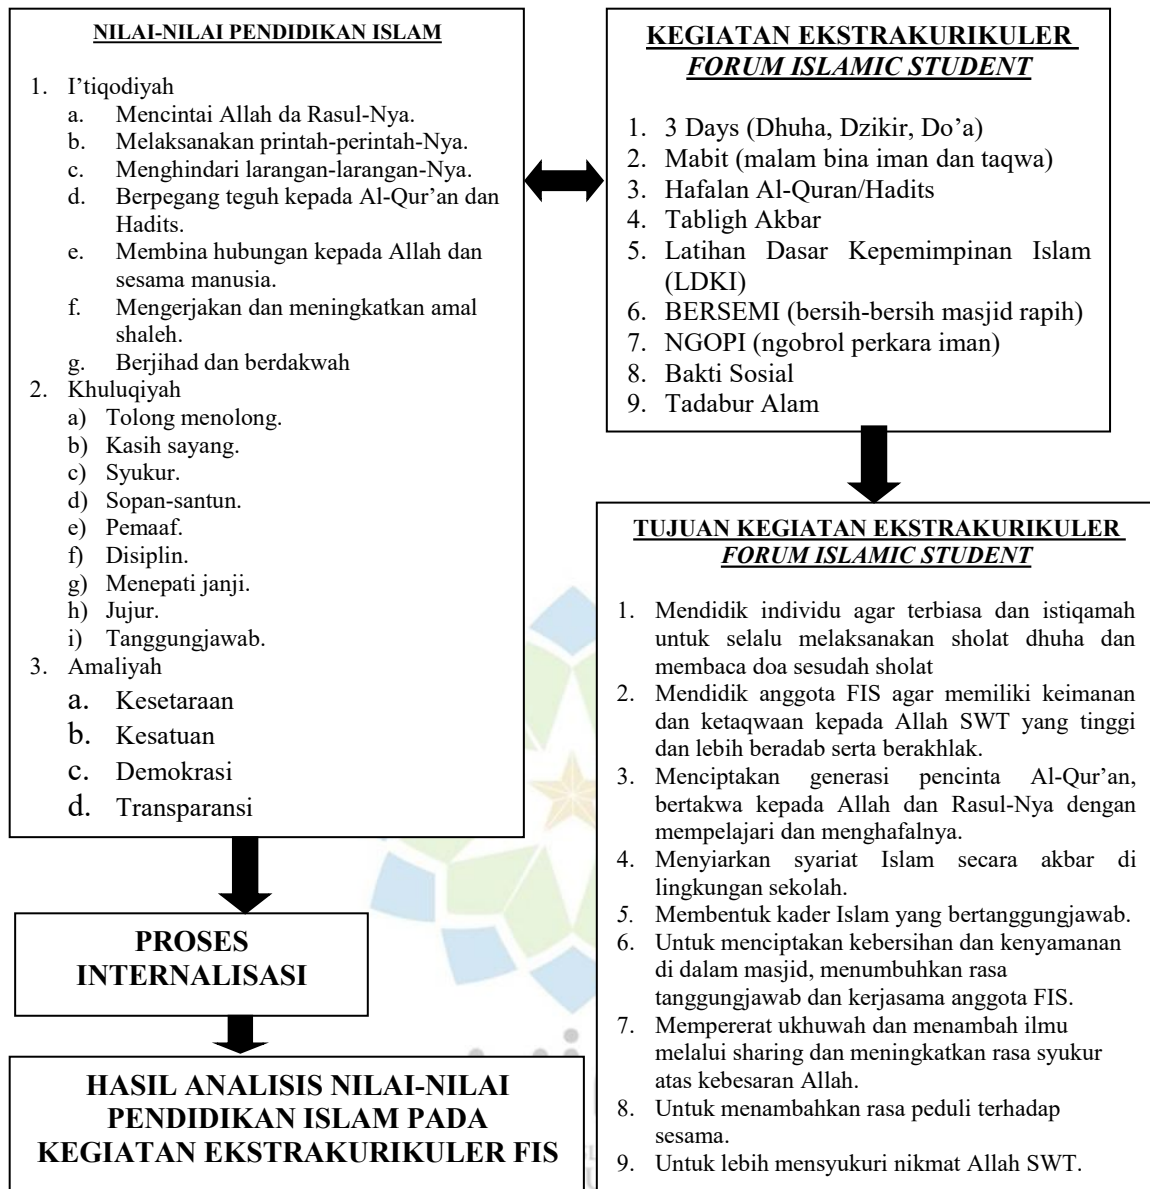 NILAI-NILAI PENDIDIKAN ISLAM
1. I'tiqodiyah
a. Mencintai Allah da Rasul-Nya.
b. Melaksanakan printah-perintah-Nya.
c. Menghindari larangan-larangan-Nya.
d. Berpegang teguh kepada Al-Qur'an dan
Hadits.
e. Membina hubungan kepada Allah dan
sesama manusia.
f. Mengerjakan dan meningkatkan amal
shaleh.
g. Berjihad dan berdakwah
2. Khuluqiyah
a) Tolong menolong.
b) Kasih sayang.
c) Syukur.
d) Sopan-santun.
e) Pemaaf.
f) Disiplin.
g) Menepati janji.
h) Jujur.
i) Tanggungjawab.
3. Amaliyah
a. Kesetaraan
b. Kesatuan
c. Demokrasi
d. Transparansi
KEGIATAN EKSTRAKURIKULER
FORUM ISLAMIC STUDENT
1. 3 Days (Dhuha, Dzikir, Do'a)
2. Mabit (malam bina iman dan taqwa)
3. Hafalan Al-Quran/Hadits
4. Tabligh Akbar
5. Latihan Dasar Kepemimpinan Islam
(LDKI)
6. BERSEMI (bersih-bersih masjid rapih)
7. NGOPI (ngobrol perkara iman)
8. Bakti Sosial
9. Tadabur Alam
TUJUAN KEGIATAN EKSTRAKURIKULER
FORUM ISLAMIC STUDENT
1. Mendidik individu agar terbiasa dan istiqamah
untuk selalu melaksanakan sholat dhuha dan
membaca doa sesudah sholat
2. Mendidik anggota FIS agar memiliki keimanan
dan ketaqwaan kepada Allah SWT yang tinggi
dan lebih beradab serta berakhlak.
3. Menciptakan generasi pencinta Al-Qur'an,
bertakwa kepada Allah dan Rasul-Nya dengan
mempelajari dan menghafalnya.
4. Menyiarkan syariat Islam secara akbar di
lingkungan sekolah.
5. Membentuk kader Islam yang bertanggungjawab.
6. Untuk menciptakan kebersihan dan kenyamanan
di dalam masjid, menumbuhkan rasa
tanggungjawab dan kerjasama anggota FIS.
7. Mempererat ukhuwah dan menambah ilmu
melalui sharing dan meningkatkan rasa syukur
atas kebesaran Allah.
8. Untuk menambahkan rasa peduli terhadap
sesama.
9. Untuk lebih mensyukuri nikmat Allah SWT.
PROSES
INTERNALISASI
HASIL ANALISIS NILAI-NILAI
PENDIDIKAN ISLAM PADA
KEGIATAN EKSTRAKURIKULER FIS